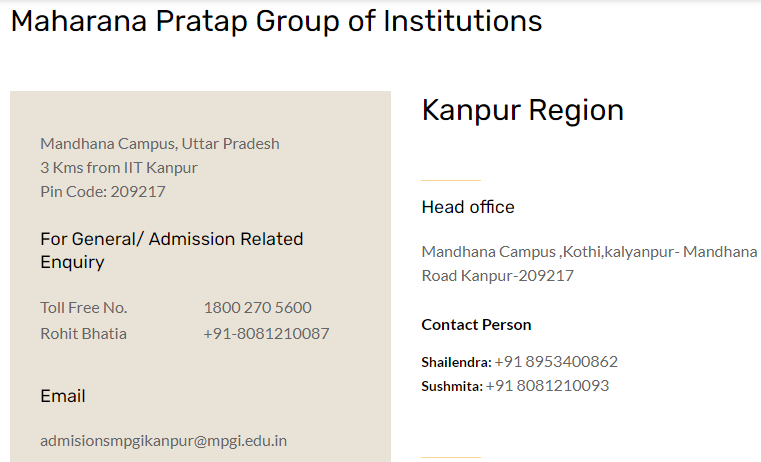 Maharana Pratap Group of Institutions
Mandhana Campus, Uttar Pradesh
3 Kms from IIT Kanpur
Pin Code: 209217
For General/ Admission Related
Enquiry
Toll Free No. 1800 270 5600
Rohit Bhatia +91-8081210087
Email
admisionsmpgikanpur@mpgi.edu.in
Kanpur Region
Head office
Mandhana Campus ,Kothi,kalyanpur- Mandhana
Road Kanpur-209217
Contact Person
Shailendra: +91 8953400862
Sushmita: +91 8081210093